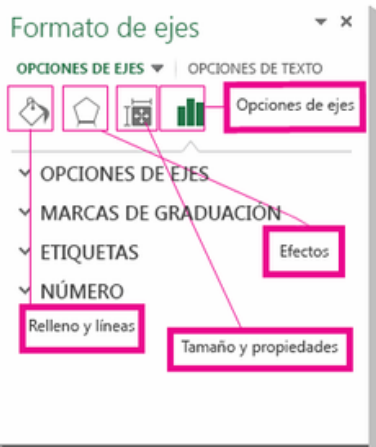 Formato de ejes
OPCIONES DE EJES OPCIONES DE TEXTO
Opciones de ejes
OPCIONES DE EJES
MARCAS DE GRADUACIÓN
ETIQUETAS
Efectos
NÚMERO
Relleno y líneas
Tamaño y propiedades